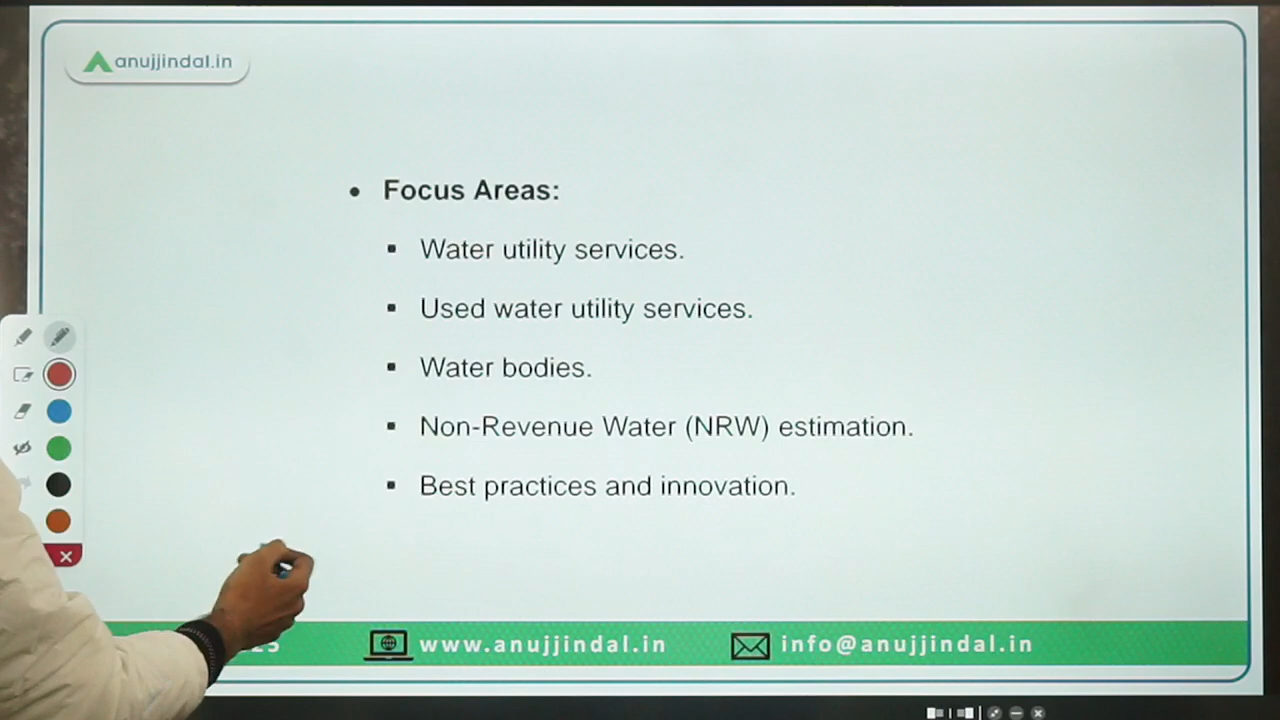 anujjindal.in
Focus Areas:
Water utility services.
Used water utility services.
Water bodies.
Non-Revenue Water (NRW) estimation.
Best practices and innovation.
www.anujjindal.in
info@anujjindal.in